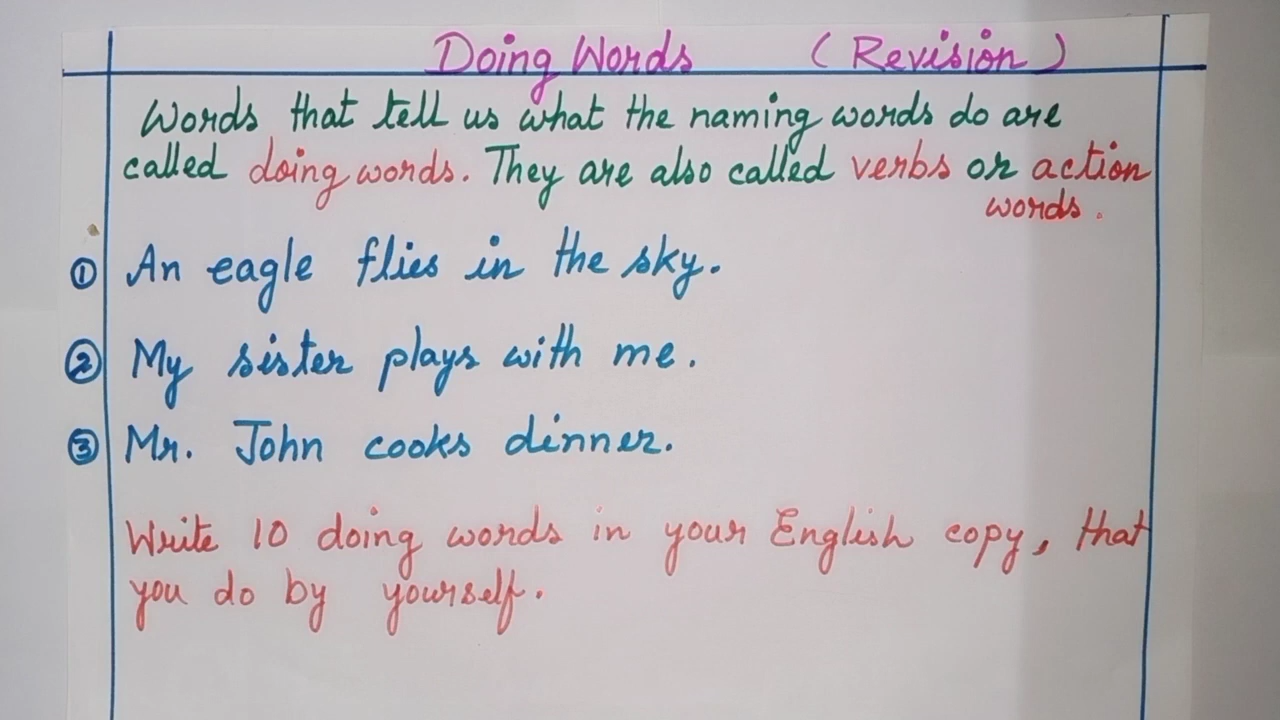 Doing Words (Revision)
Words that tell us what the naming words do are
called doing words. They are also called verbs or action
words.
① An eagle flies in the sky.
② My sister plays with me.
③ Mr. John cooks dinner.
Write 10 doing words in your English copy, that
you do by yourself.